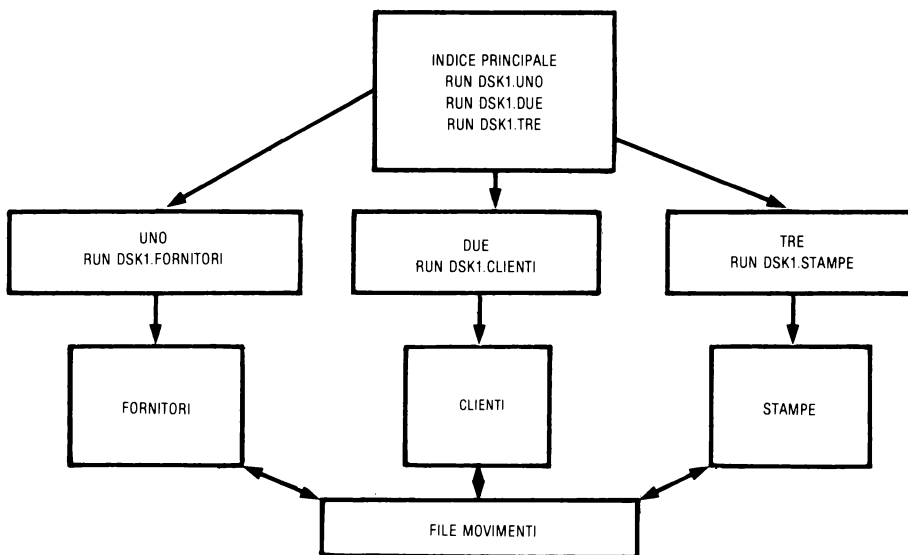 INDICE PRINCIPALE
RUN DSK1.UNO
RUN DSK1.DUE
RUN DSK1.TRE
UNO
RUN DSK1.FORNITORI
DUE
RUN DSK1.CLIENTI
TRE
RUN DSK1.STAMPE
FORNITORI
CLIENTI
STAMPE
FILE MOVIMENTI